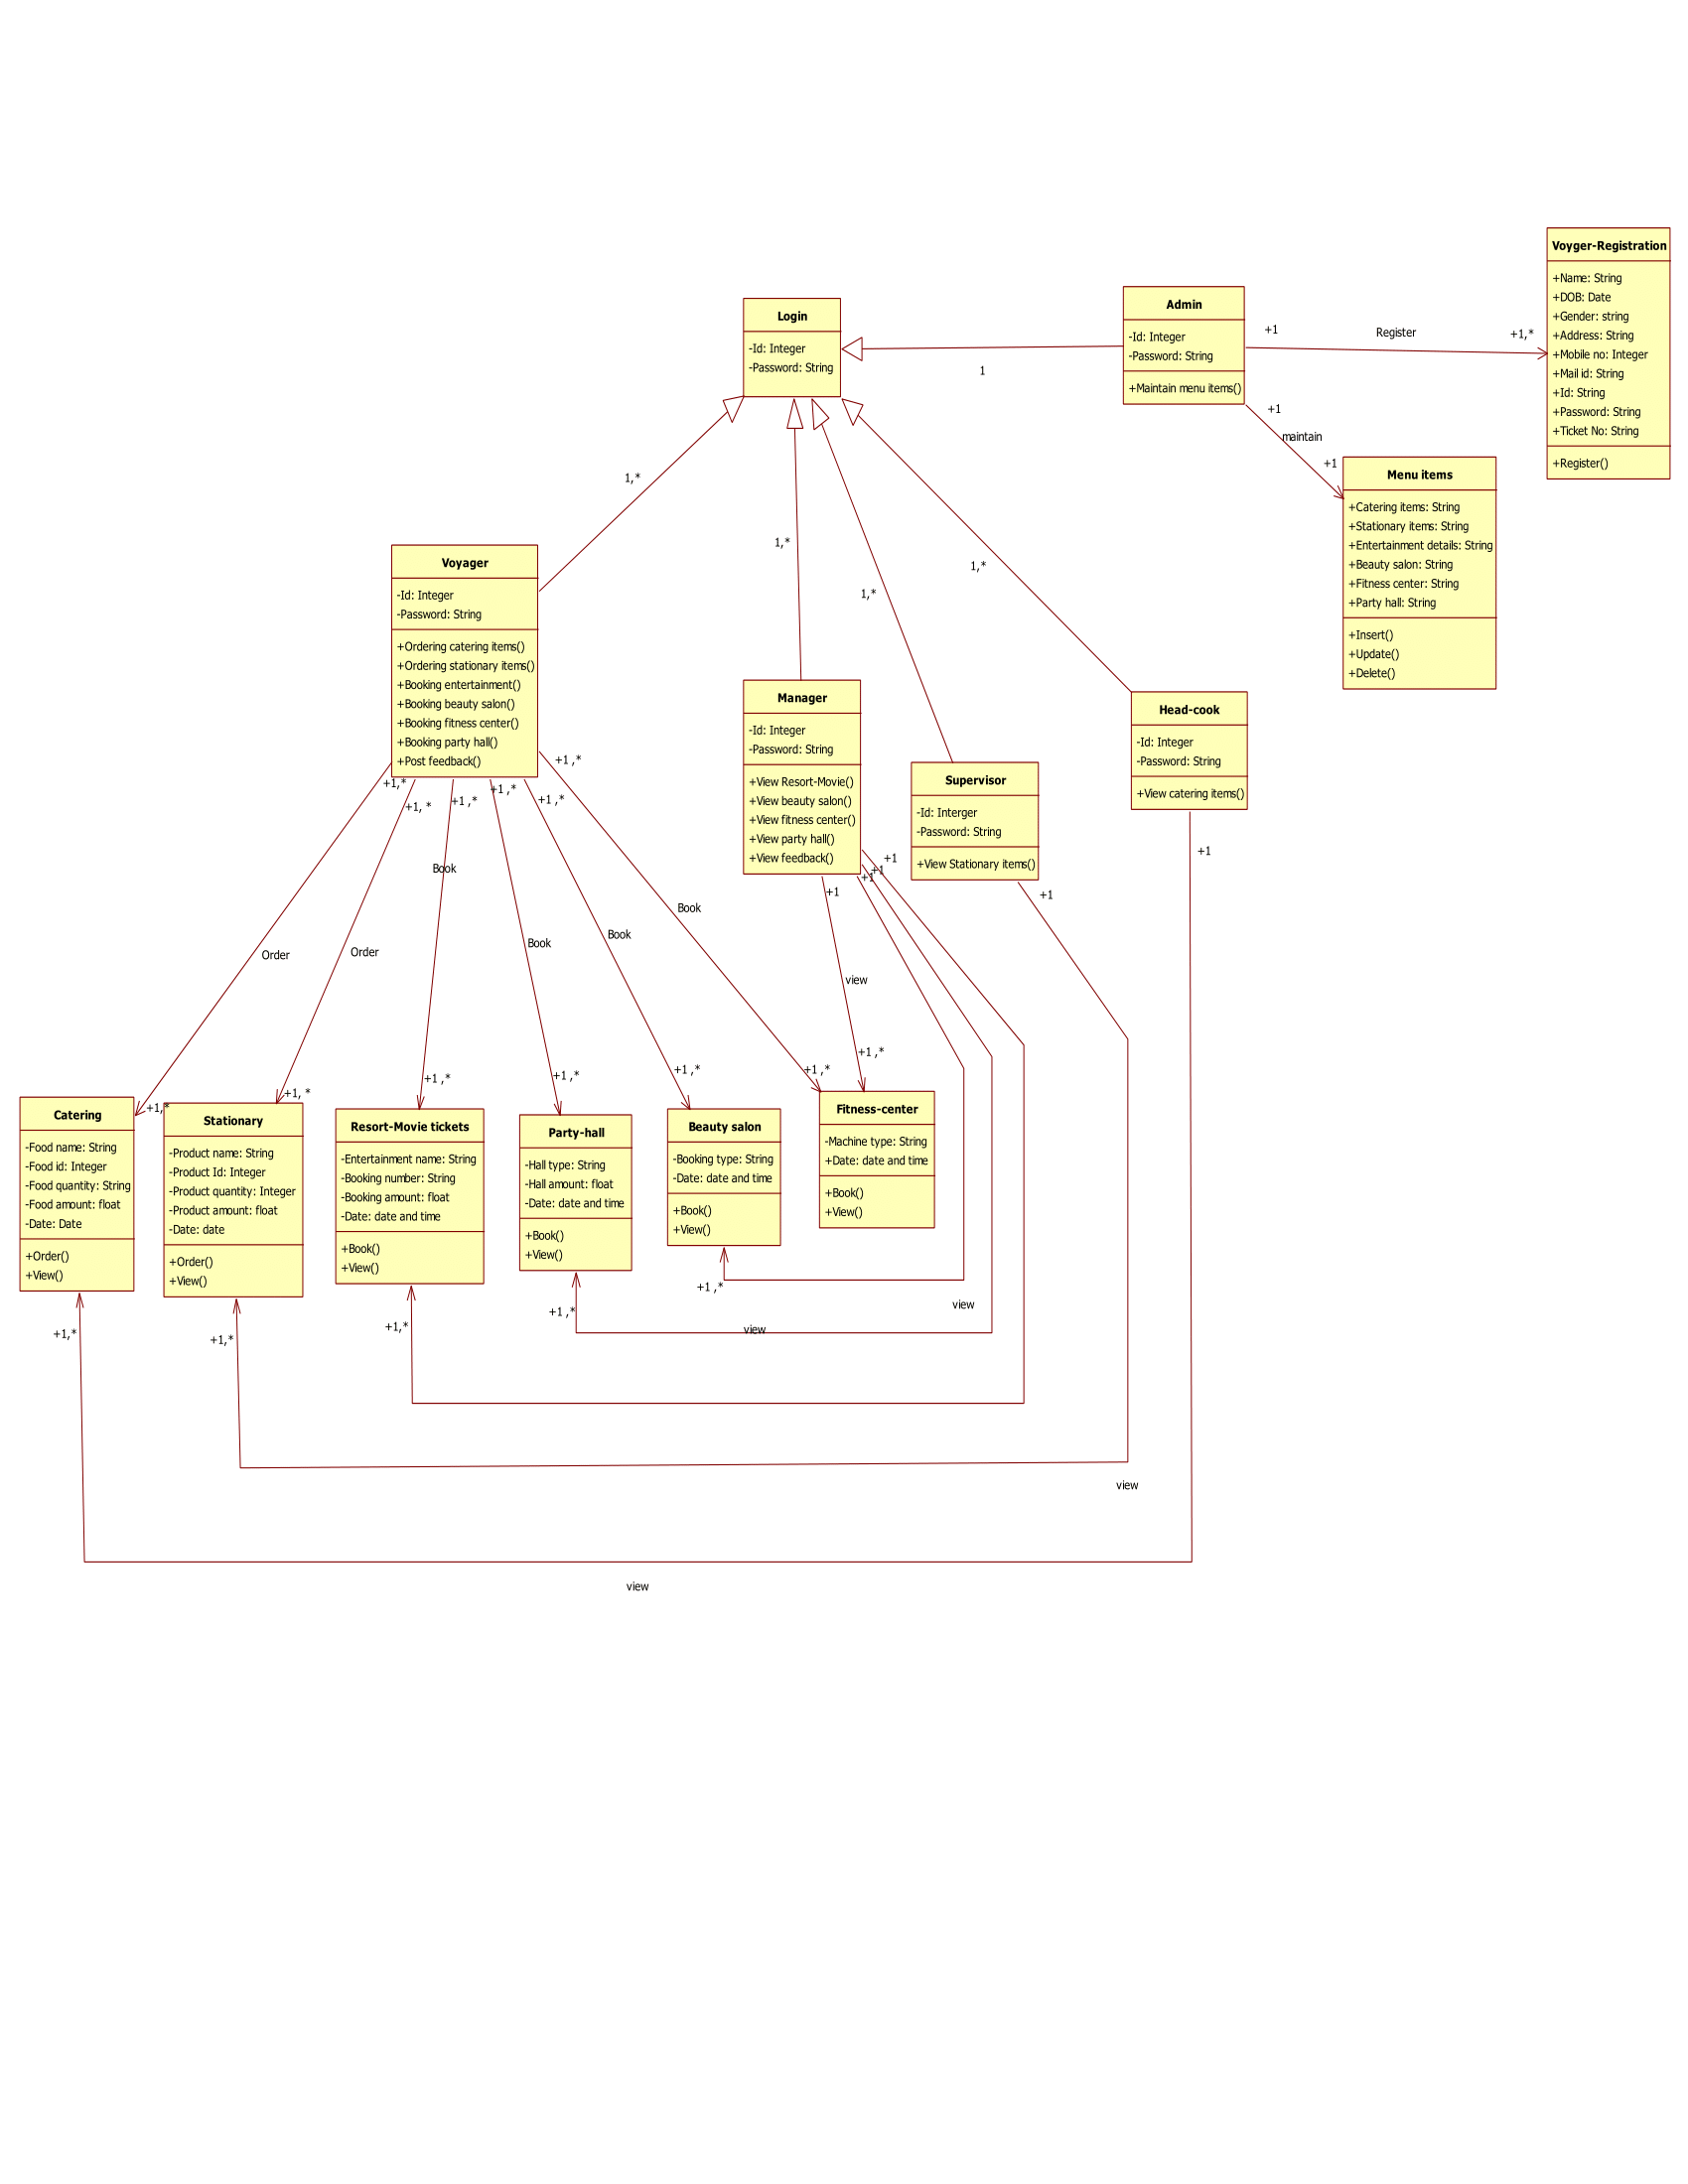 Voyger-Registration
+Name: String
+DOB: Date
+Gender: string
+Address: String
+Mobile no: Integer
+Mail id: String
+Id: String
+Password: String
+Ticket No: String
+Register()
Login
-Id: Integer
-Password: String
Admin
-Id: Integer
-Password: String
+Maintain menu items()
1
+1
Register
+1,*
+1
maintain
+1
Menu items
+Catering items: String
+Stationary items: String
+Entertainment details: String
+Beauty salon: String
+Fitness center: String
+Party hall: String
+Insert()
+Update()
+Delete()
1,*
1,*
1,*
1,*
Voyager
-Id: Integer
-Password: String
+Ordering catering items()
+Ordering stationary items()
+Booking entertainment()
+Booking beauty salon()
+Booking fitness center()
+Booking party hall()
+Post feedback()
Manager
-Id: Integer
-Password: String
+View Resort-Movie()
+View beauty salon()
+View fitness center()
+View party hall()
+View feedback()
Supervisor
-Id: Interger
-Password: String
+View Stationary items()
Head-cook
-Id: Integer
-Password: String
+View catering items()
+1,*
+1, *
+1 ,*
+1 ,*
+1 ,*
+1 ,*
+1
+1
+1
+1
+1
+1
Order
Order
Book
Book
Book
Book
view
+1,*
+1, *
+1 ,*
+1 ,*
+1 ,*
+1 ,*
+1 ,*
Catering
-Food name: String
-Food id: Integer
-Food quantity: String
-Food amount: float
-Date: Date
+Order()
+View()
Stationary
-Product name: String
-Product Id: Integer
-Product quantity: Integer
-Product amount: float
-Date: date
+Order()
+View()
Resort-Movie tickets
-Entertainment name: String
-Booking number: String
-Booking amount: float
-Date: date and time
+Book()
+View()
Party-hall
-Hall type: String
-Hall amount: float
-Date: date and time
+Book()
+View()
Beauty salon
-Booking type: String
-Date: date and time
+Book()
+View()
Fitness-center
-Machine type: String
+Date: date and time
+Book()
+View()
+1,*
+1,*
+1,*
+1 ,*
+1 ,*
view
view
view
view